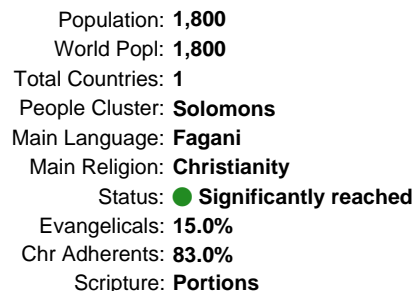 Population: 1,800
World Popl: 1,800
Total Countries: 1
People Cluster: Solomons
Main Language: Fagani
Main Religion: Christianity
Status: Significantly reached
Evangelicals: 15.0%
Chr Adherents: 83.0%
Scripture: Portions